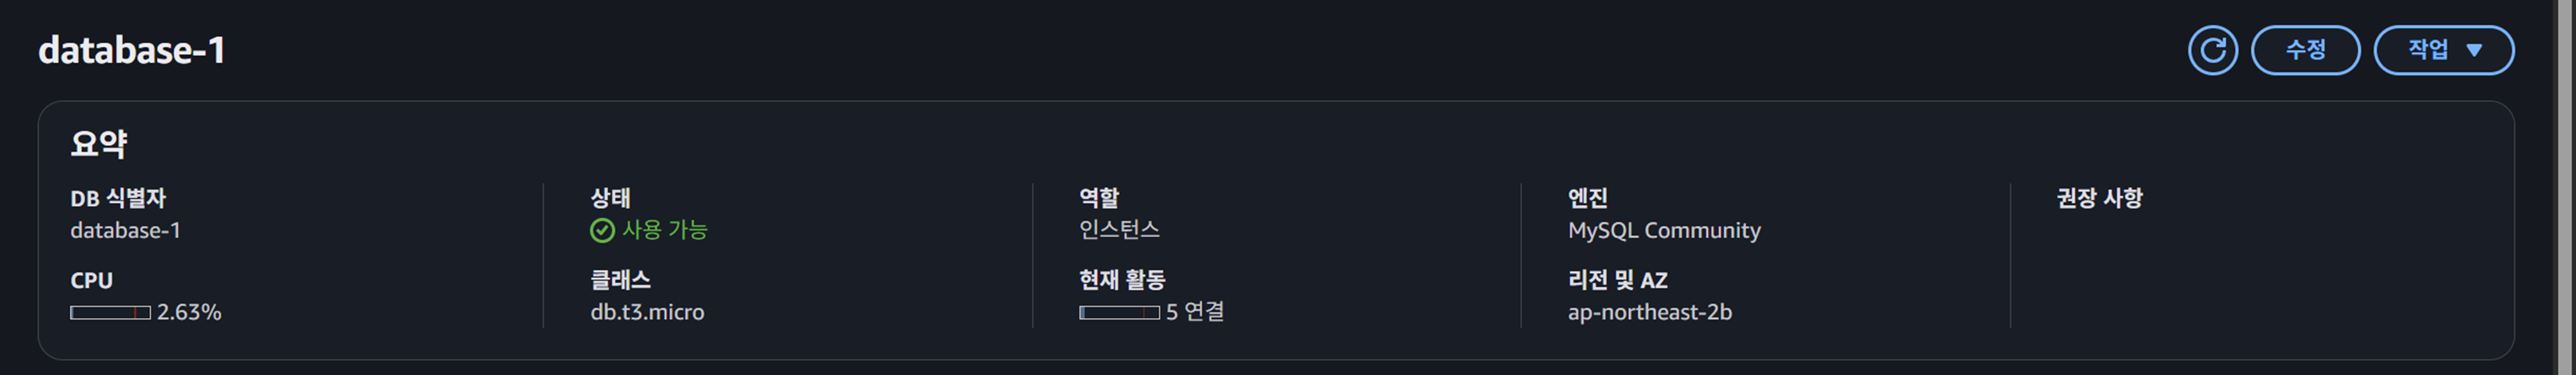 database-1
수정
작업
요약
DB 식별자
database-1
CPU
2.63%
상태
사용 가능
클래스
db.t3.micro
역할
인스턴스
현재 활동
5 연결
엔진
MySQL Community
리전 및 AZ
ap-northeast-2b
권장 사항